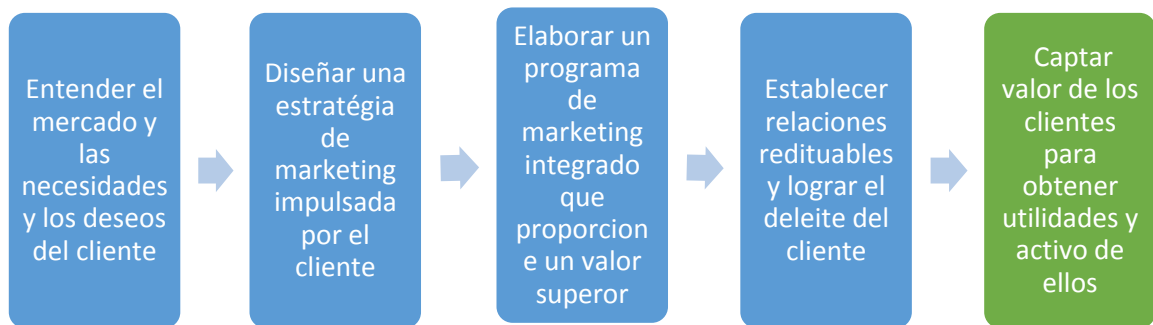 Entender el
mercado y
las
necesidades
y los deseos
del cliente
Diseñar una
estratégia
de
marketing
impulsada
por el
cliente
Elaborar un
programa
de
marketing
integrado
que
proporcion
e un valor
superor
Establecer
relaciones
redituables
y lograr el
deleite del
cliente
Captar
valor de los
clientes
para
obtener
utilidades y
activo de
ellos